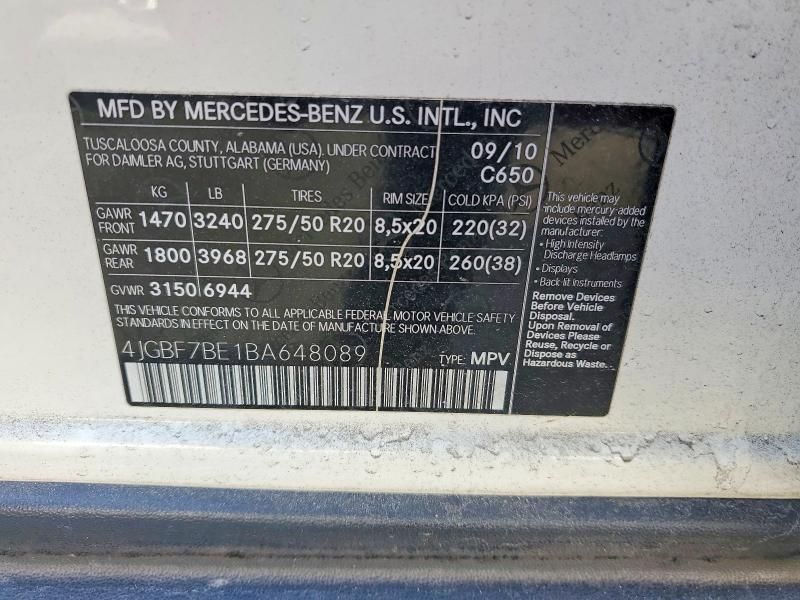 MFD BY MERCEDES-BENZ U.S. INTL., INC
TUSCALOOSA COUNTY, ALABAMA (USA). UNDER CONTRACT 09/10
FOR DAIMLER AG, STUTTGART (GERMANY) C650
KG LB TIRES RIM SIZE COLD KPA (PSI)
GAWR FRONT 1470 3240 275/50 R20 8,5x20 220(32)
GAWR REAR 1800 3968 275/50 R20 8,5x20 260(38)
GVWR 3150 6944
THIS VEHICLE CONFORMS TO ALL APPLICABLE FEDERAL MOTOR VEHICLE SAFETY
STANDARDS IN EFFECT ON THE DATE OF MANUFACTURE SHOWN ABOVE.
4JGBF7BE1BA648089 TYPE: MPV
This vehicle may
include mercury-added
devices installed by the
manufacturer:
• High Intensity
Discharge Headlamps
• Displays
• Back-lit instruments
Remove Devices
Before Vehicle
Disposal.
Upon Removal of
Devices Please
Reuse, Recycle or
Dispose as
Hazardous Waste.